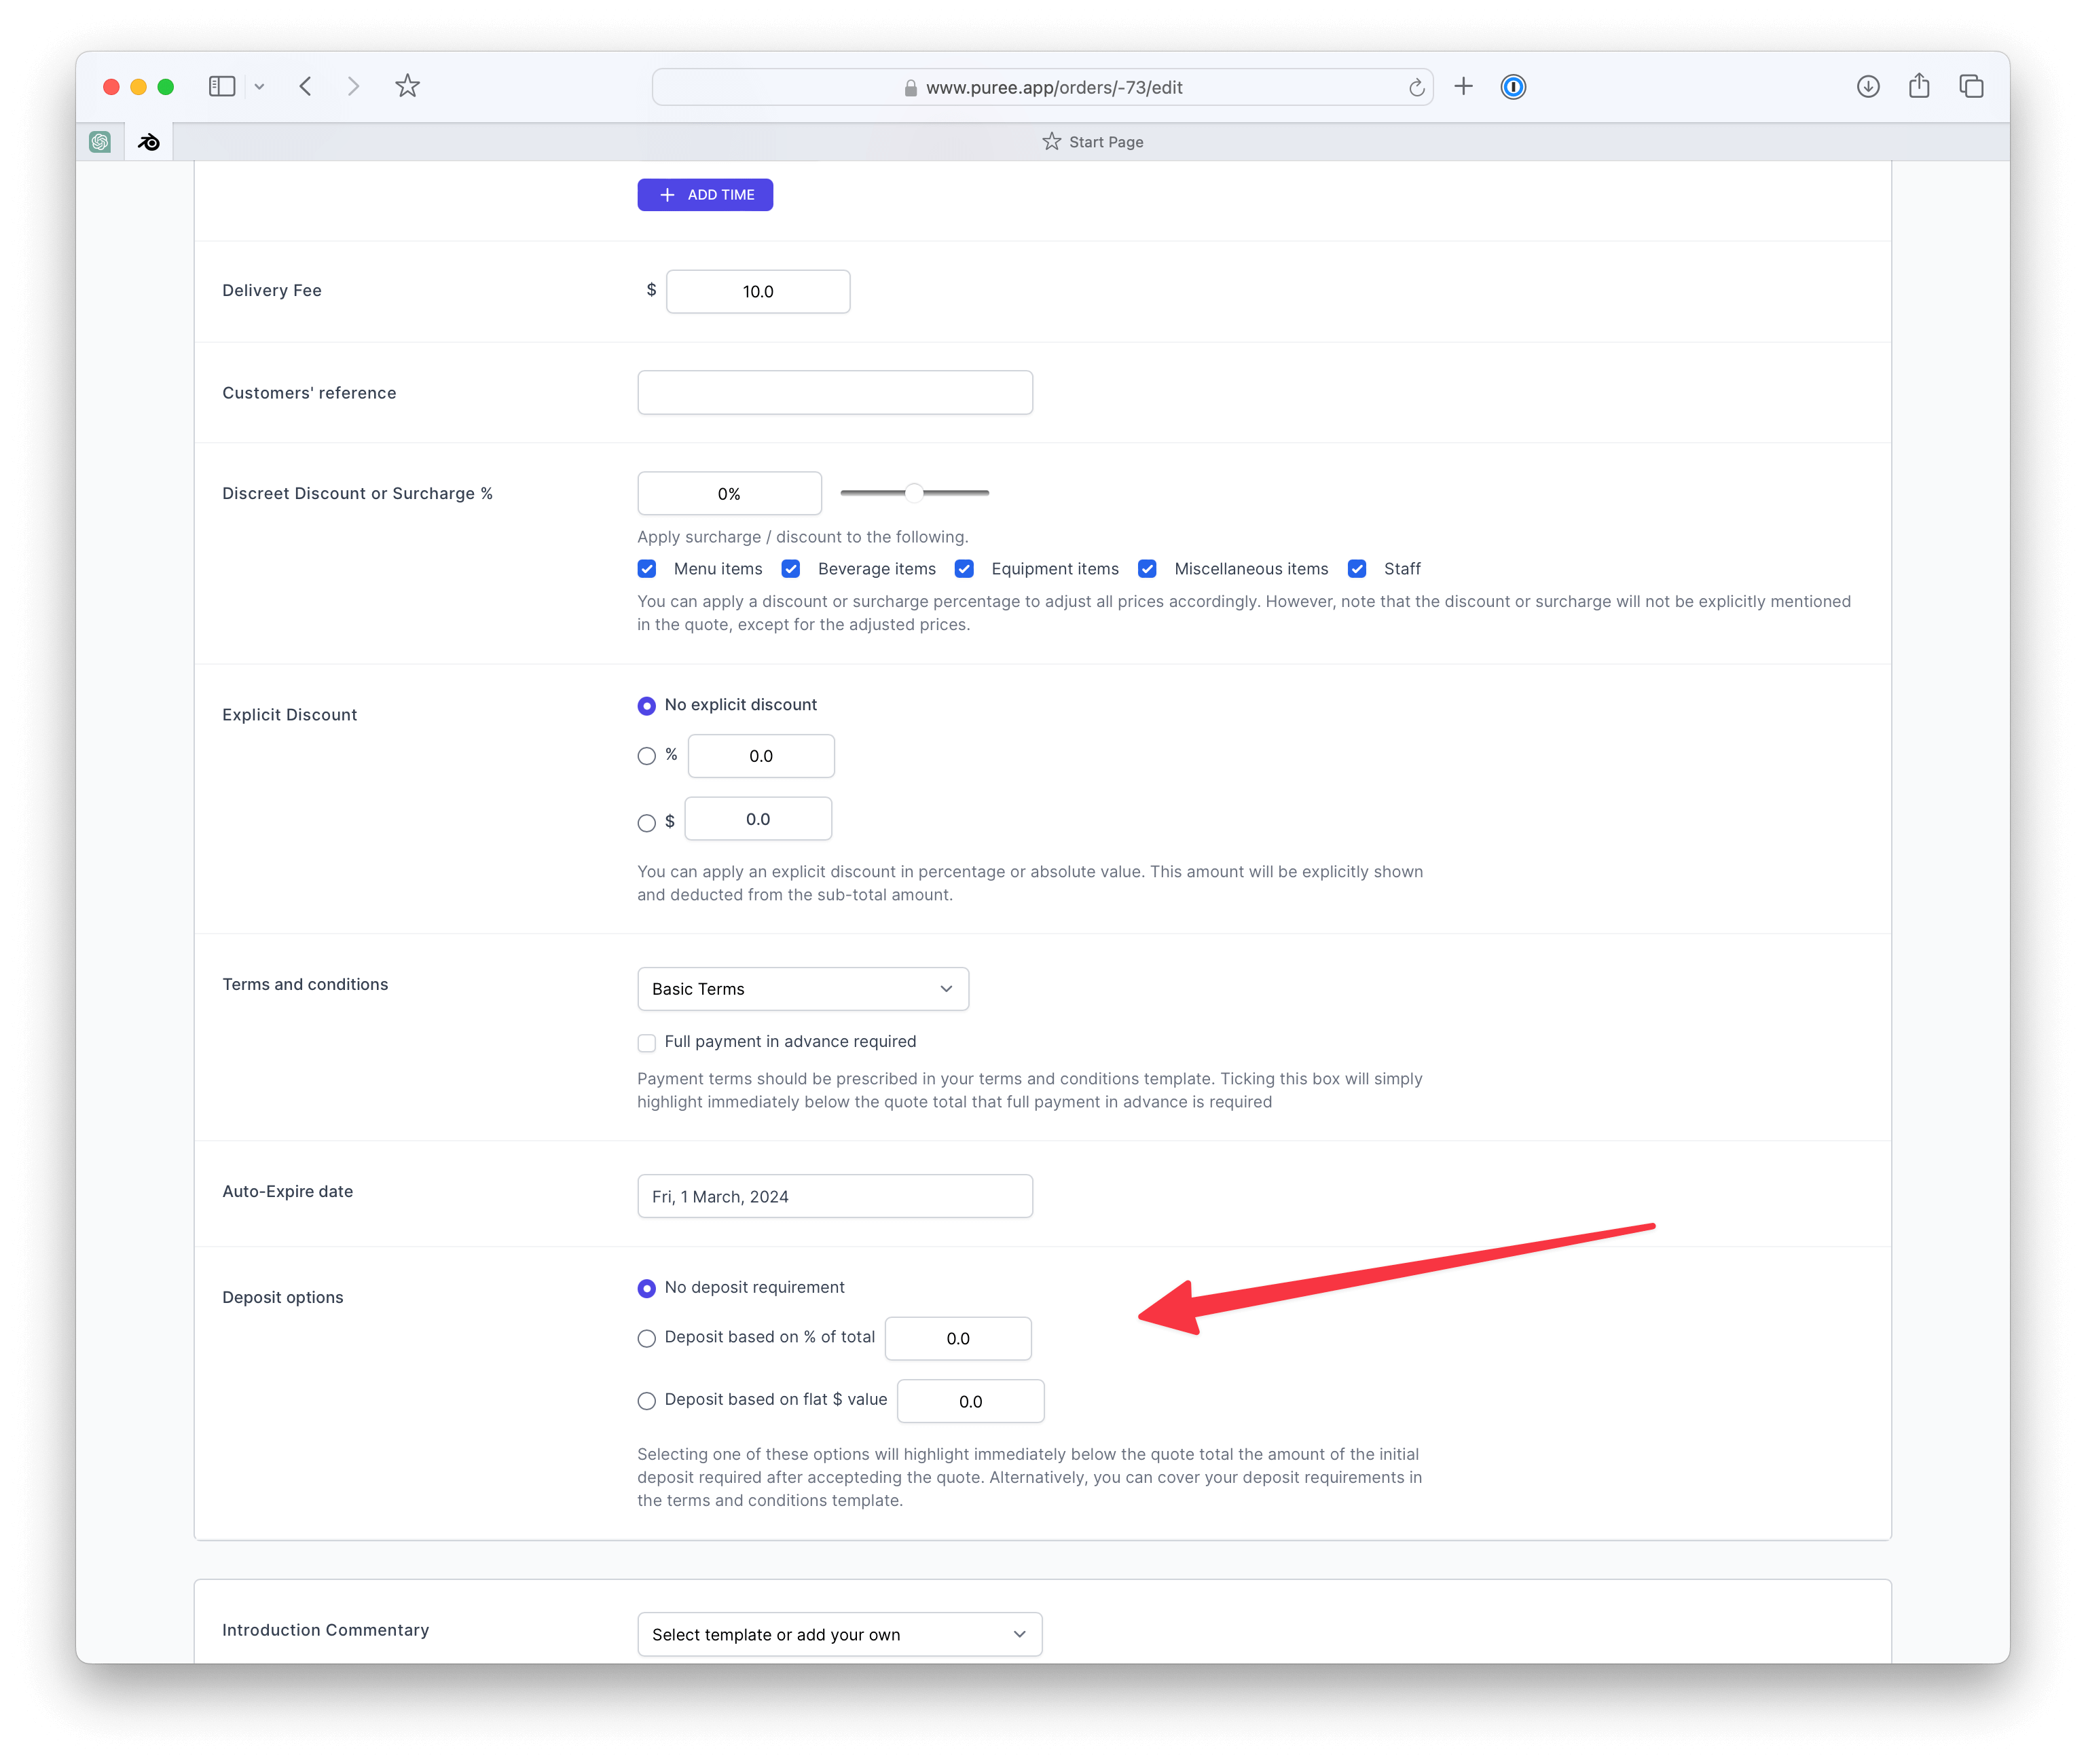 www.puree.app/orders/-73/edit
Start Page
ADD TIME
Delivery Fee
$ 10.0
Customers' reference
Discreet Discount or Surcharge %
0%
Apply surcharge / discount to the following.
Menu items Beverage items Equipment items Miscellaneous items Staff
You can apply a discount or surcharge percentage to adjust all prices accordingly. However, note that the discount or surcharge will not be explicitly mentioned
in the quote, except for the adjusted prices.
Explicit Discount
No explicit discount
% 0.0
$ 0.0
You can apply an explicit discount in percentage or absolute value. This amount will be explicitly shown
and deducted from the sub-total amount.
Terms and conditions
Basic Terms
Full payment in advance required
Payment terms should be prescribed in your terms and conditions template. Ticking this box will simply
highlight immediately below the quote total that full payment in advance is required
Auto-Expire date
Fri, 1 March, 2024
Deposit options
No deposit requirement
Deposit based on % of total 0.0
Deposit based on flat $ value 0.0
Selecting one of these options will highlight immediately below the quote total the amount of the initial
deposit required after accepteding the quote. Alternatively, you can cover your deposit requirements in
the terms and conditions template.
Introduction Commentary
Select template or add your own